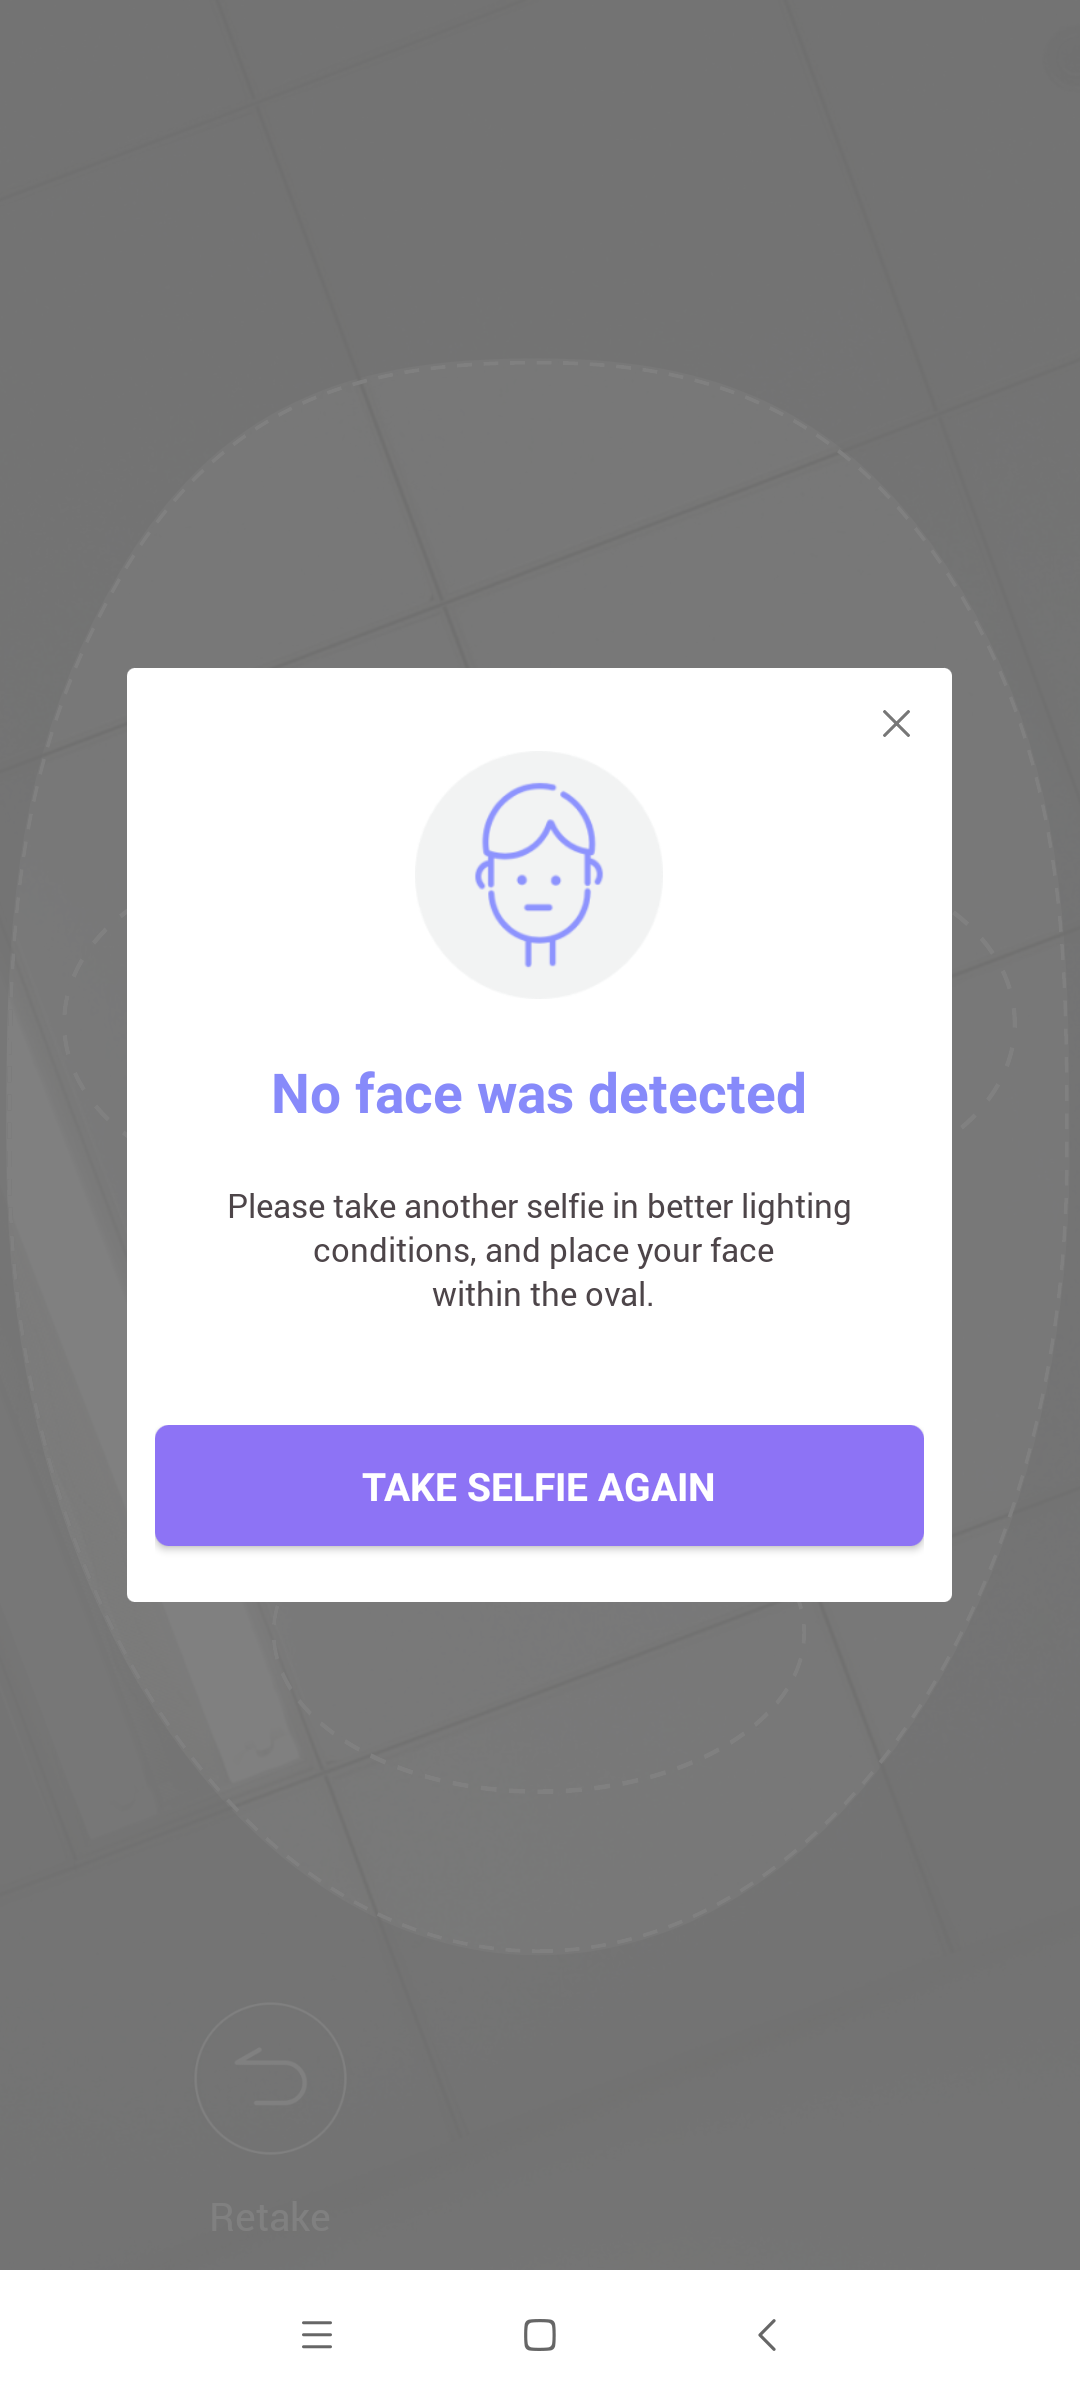 No face was detected
Please take another selfie in better lighting
conditions, and place your face
within the oval.
TAKE SELFIE AGAIN
Retake